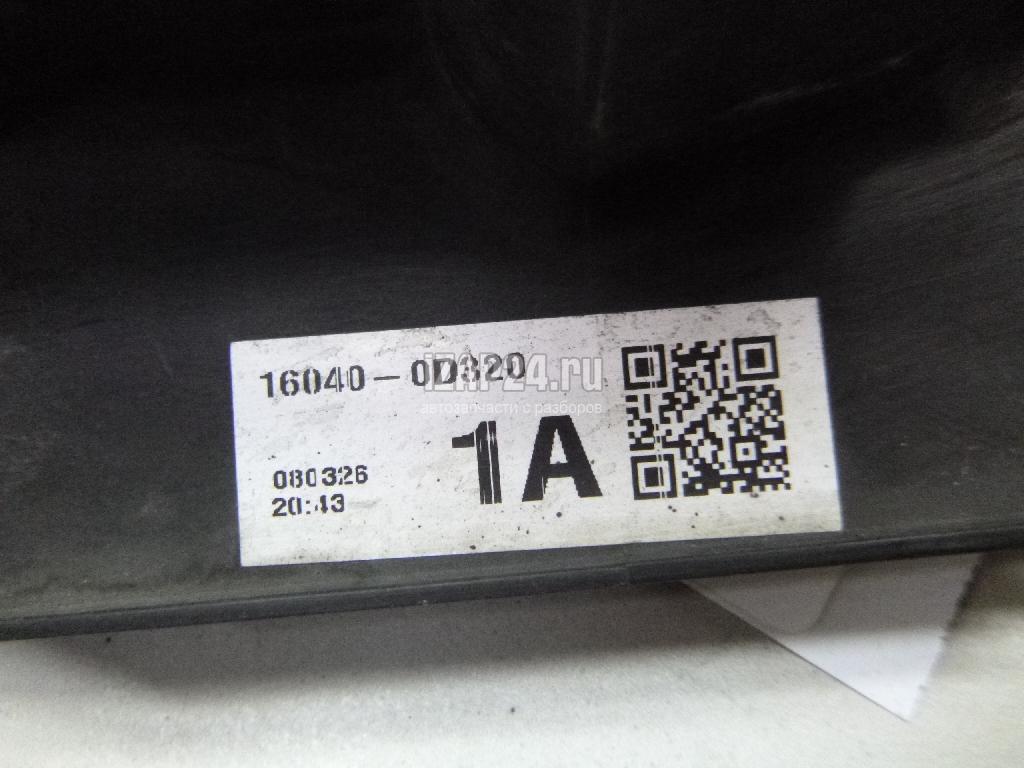 16040-0D320
iZAP24.ru
автозапчасти с разборов
1A
080326
20:43